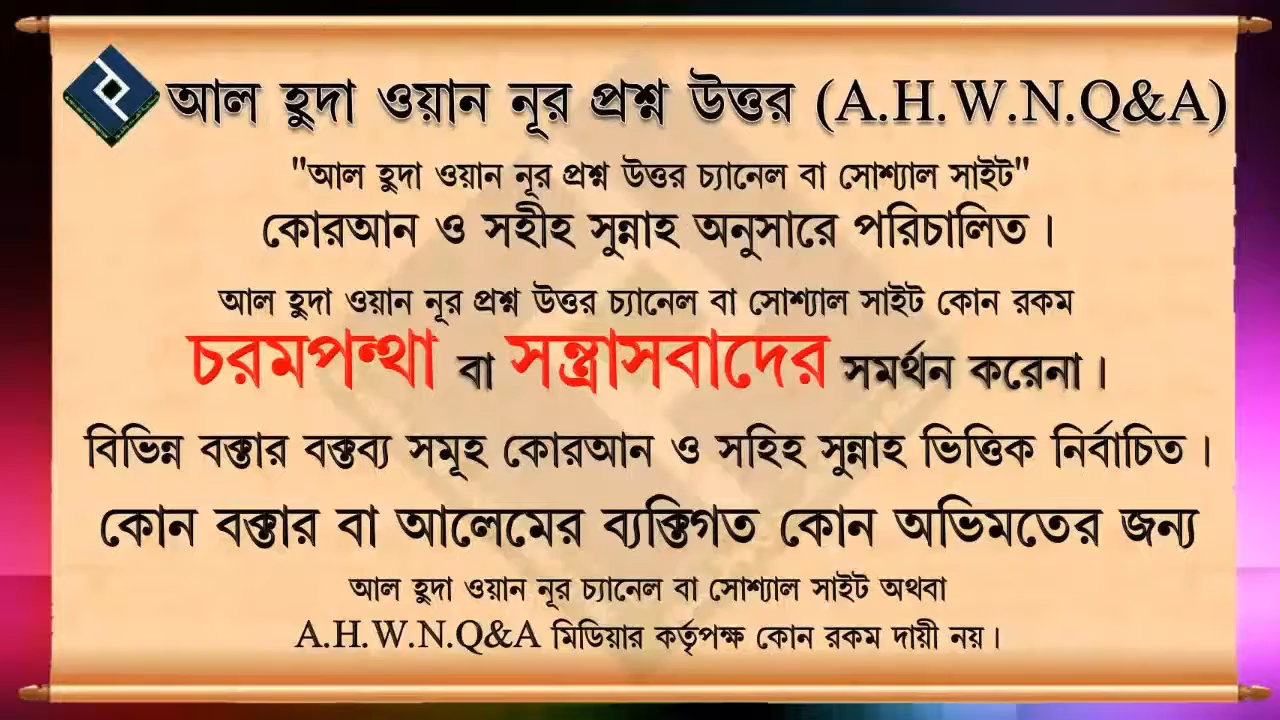 আল হুদা ওয়ান নূর প্রশ্ন উত্তর (A.H.W.N.Q&A)
"আল হুদা ওয়ান নূর প্রশ্ন উত্তর চ্যানেল বা সোশ্যাল সাইট"
কোরআন ও সহীহ সুন্নাহ অনুসারে পরিচালিত।
আল হুদা ওয়ান নূর প্রশ্ন উত্তর চ্যানেল বা সোশ্যাল সাইট কোন রকম
চরমপন্থা বা সন্ত্রাসবাদের সমর্থন করেনা।
বিভিন্ন বক্তার বক্তব্য সমূহ কোরআন ও সহিহ সুন্নাহ ভিত্তিক নির্বাচিত।
কোন বক্তার বা আলেমের ব্যক্তিগত কোন অভিমতের জন্য
আল হুদা ওয়ান নূর চ্যানেল বা সোশ্যাল সাইট অথবা
A.H.W.N.Q&A মিডিয়ার কর্তৃপক্ষ কোন রকম দায়ী নয়।